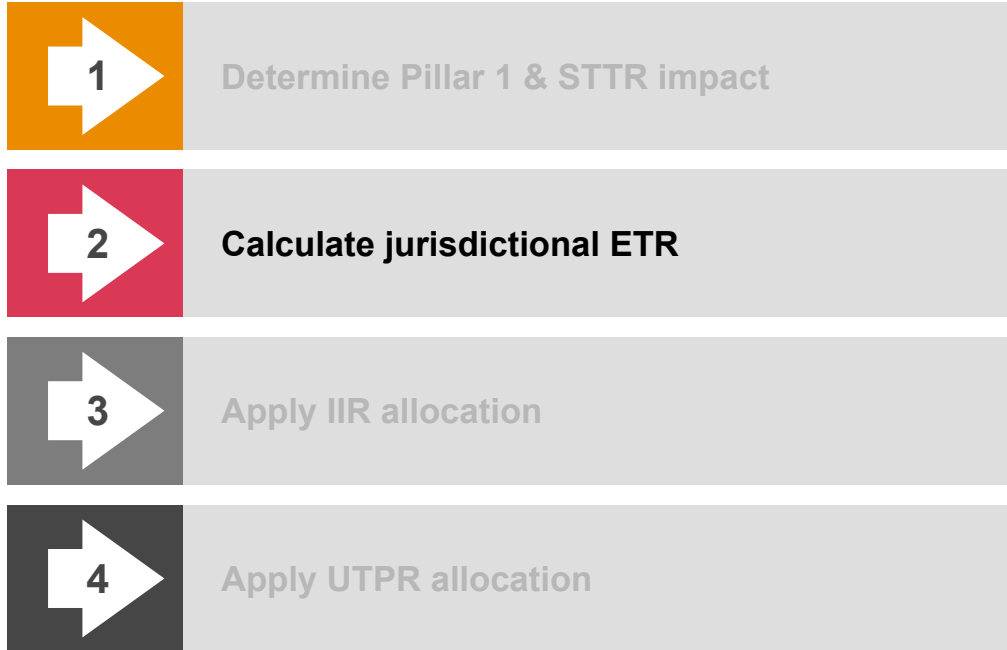 1
Determine Pillar 1 & STTR impact
2
Calculate jurisdictional ETR
3
Apply IIR allocation
4
Apply UTPR allocation